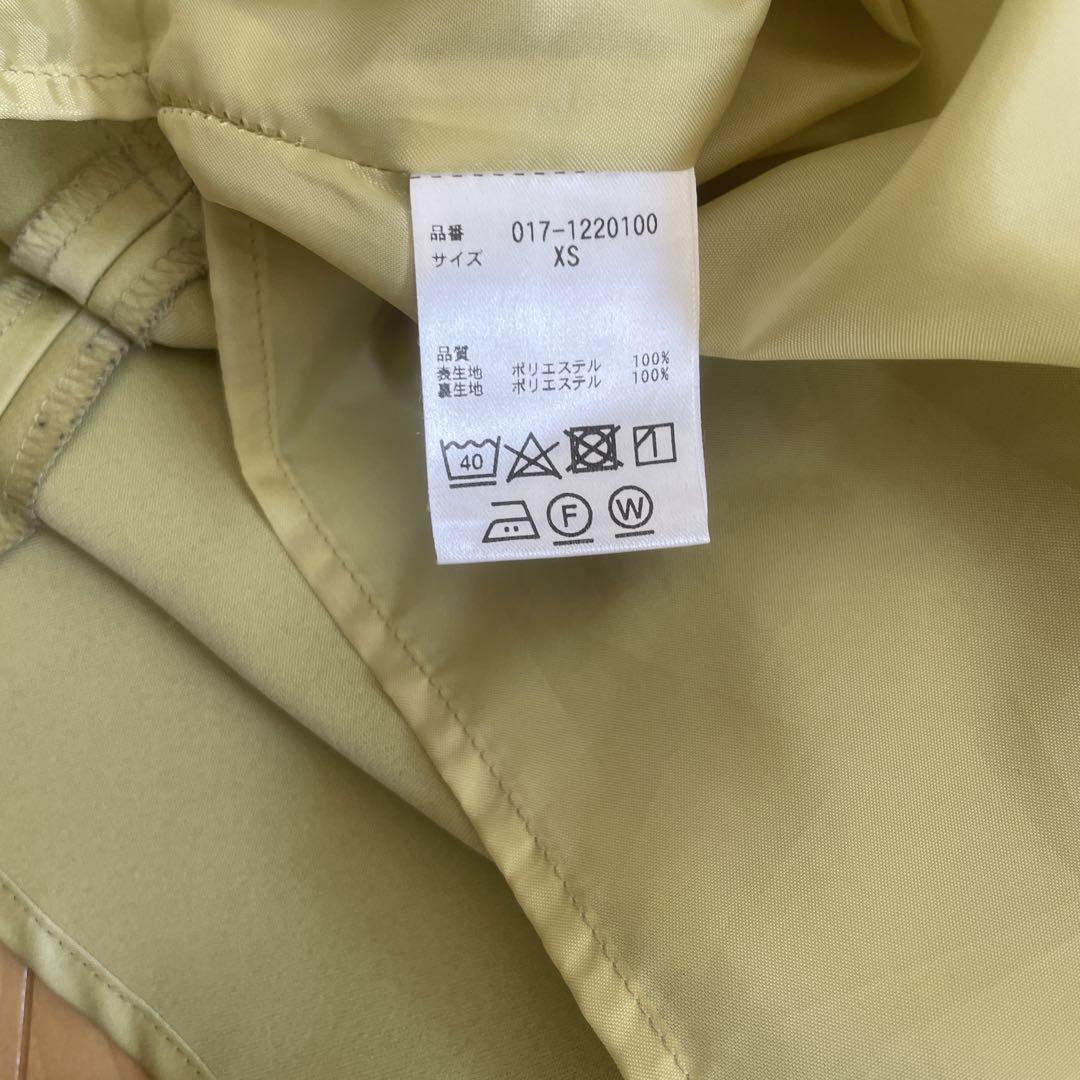 品番 017-1220100
サイズ XS
品質
表生地 ポリエステル 100%
裏生地 ポリエステル 100%
40
F W